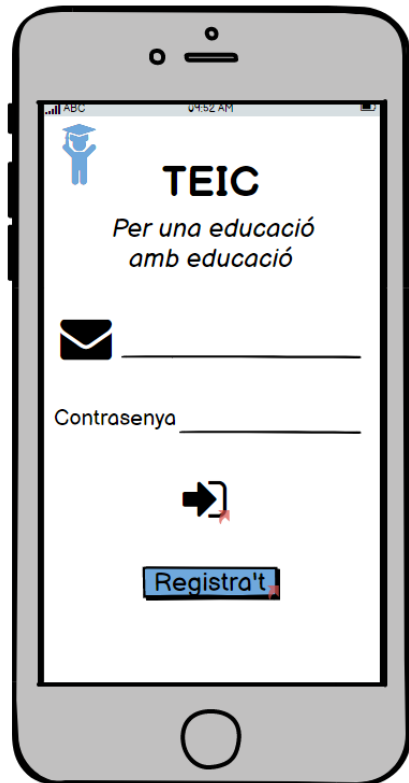 ABC
09:52 AM
TEIC
Per una educació
amb educació
Contrasenya
Registra't